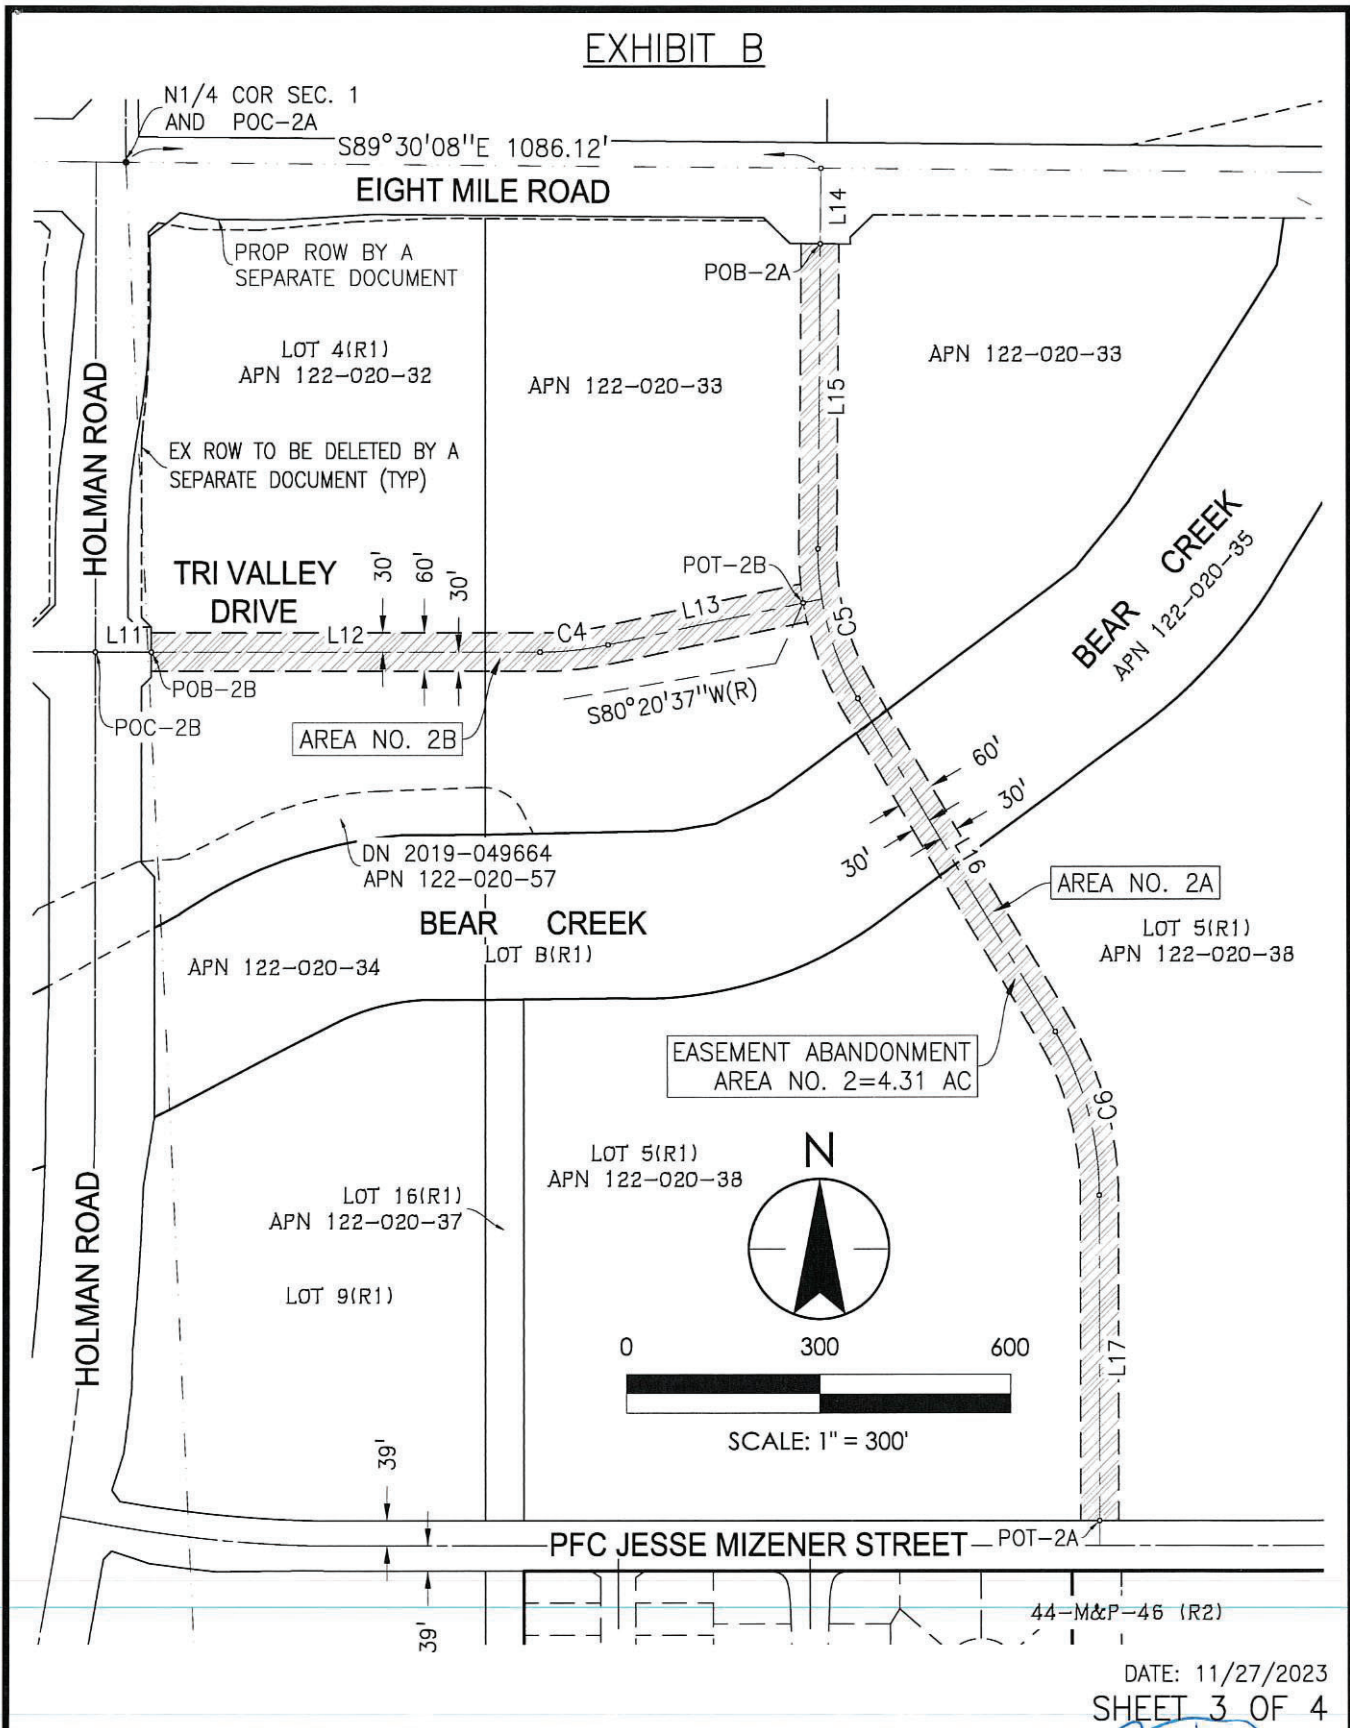 EXHIBIT B
N1/4 COR SEC. 1
AND POC-2A
S89°30'08"E 1086.12'
EIGHT MILE ROAD
L14
PROP ROW BY A
SEPARATE DOCUMENT
POB-2A
LOT 4(R1)
APN 122-020-32
APN 122-020-33
APN 122-020-33
L15
HOLMAN ROAD
EX ROW TO BE DELETED BY A
SEPARATE DOCUMENT (TYP)
BEAR CREEK
APN 122-020-35
TRI VALLEY
DRIVE
30'
60'
30'
POT-2B
L11
L12
C4
L13
C5
POB-2B
POC-2B
S80°20'37"W(R)
AREA NO. 2B
60'
30'
30'
L16
DN 2019-049664
APN 122-020-57
AREA NO. 2A
BEAR CREEK
LOT B(R1)
APN 122-020-34
LOT 5(R1)
APN 122-020-38
EASEMENT ABANDONMENT
AREA NO. 2=4.31 AC
C6
LOT 5(R1)
APN 122-020-38
N
LOT 16(R1)
APN 122-020-37
HOLMAN ROAD
LOT 9(R1)
0 300 600
L17
SCALE: 1" = 300'
39'
PFC JESSE MIZENER STREET
POT-2A
39'
44-M&P-46 (R2)
DATE: 11/27/2023
SHEET 3 OF 4